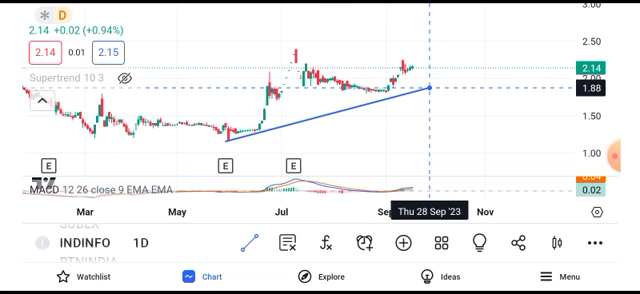 D
3.00
2.14 +0.02 (+0.94%)
2.50
2.14 0.01 2.15
2.14
Supertrend 10 3
2.00
1.88
1.50
1.00
E E E
0.04
MACD 12 26 close 9 EMA EMA
0.02
Mar May Jul Sep Thu 28 Sep '23 Nov
SUBEX
INDINFO 1D
BTNINDIA
Watchlist Chart Explore Ideas Menu